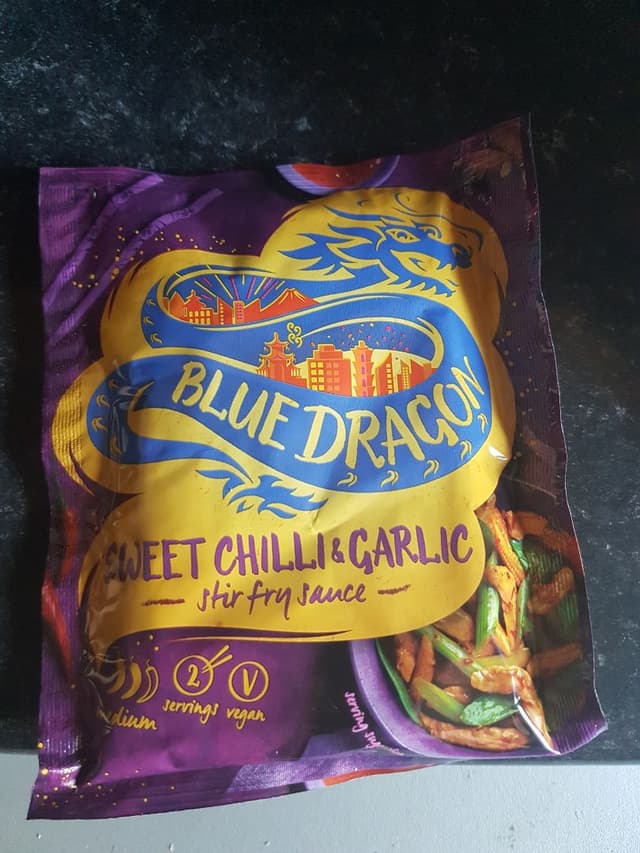 BLUE DRAGON
SWEET CHILLI & GARLIC
stir fry sauce
2
V
medium
servings
vegan